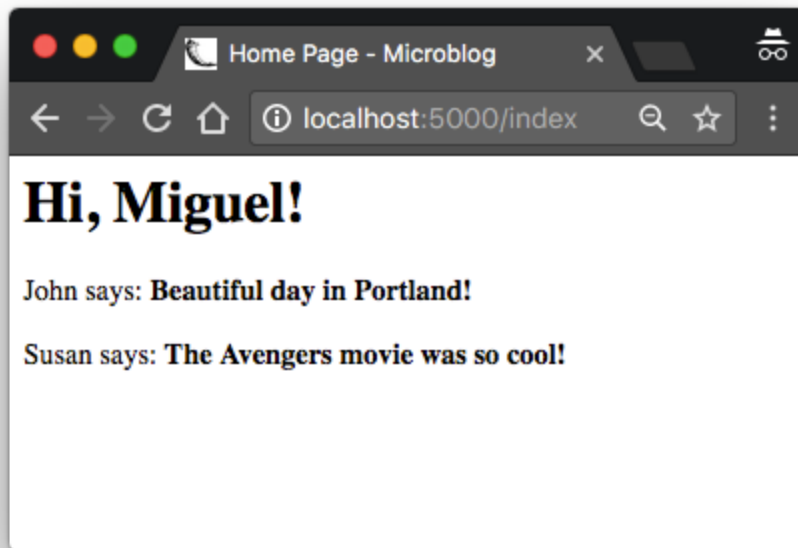 Home Page - Microblog
localhost:5000/index
Hi, Miguel!
John says: Beautiful day in Portland!
Susan says: The Avengers movie was so cool!